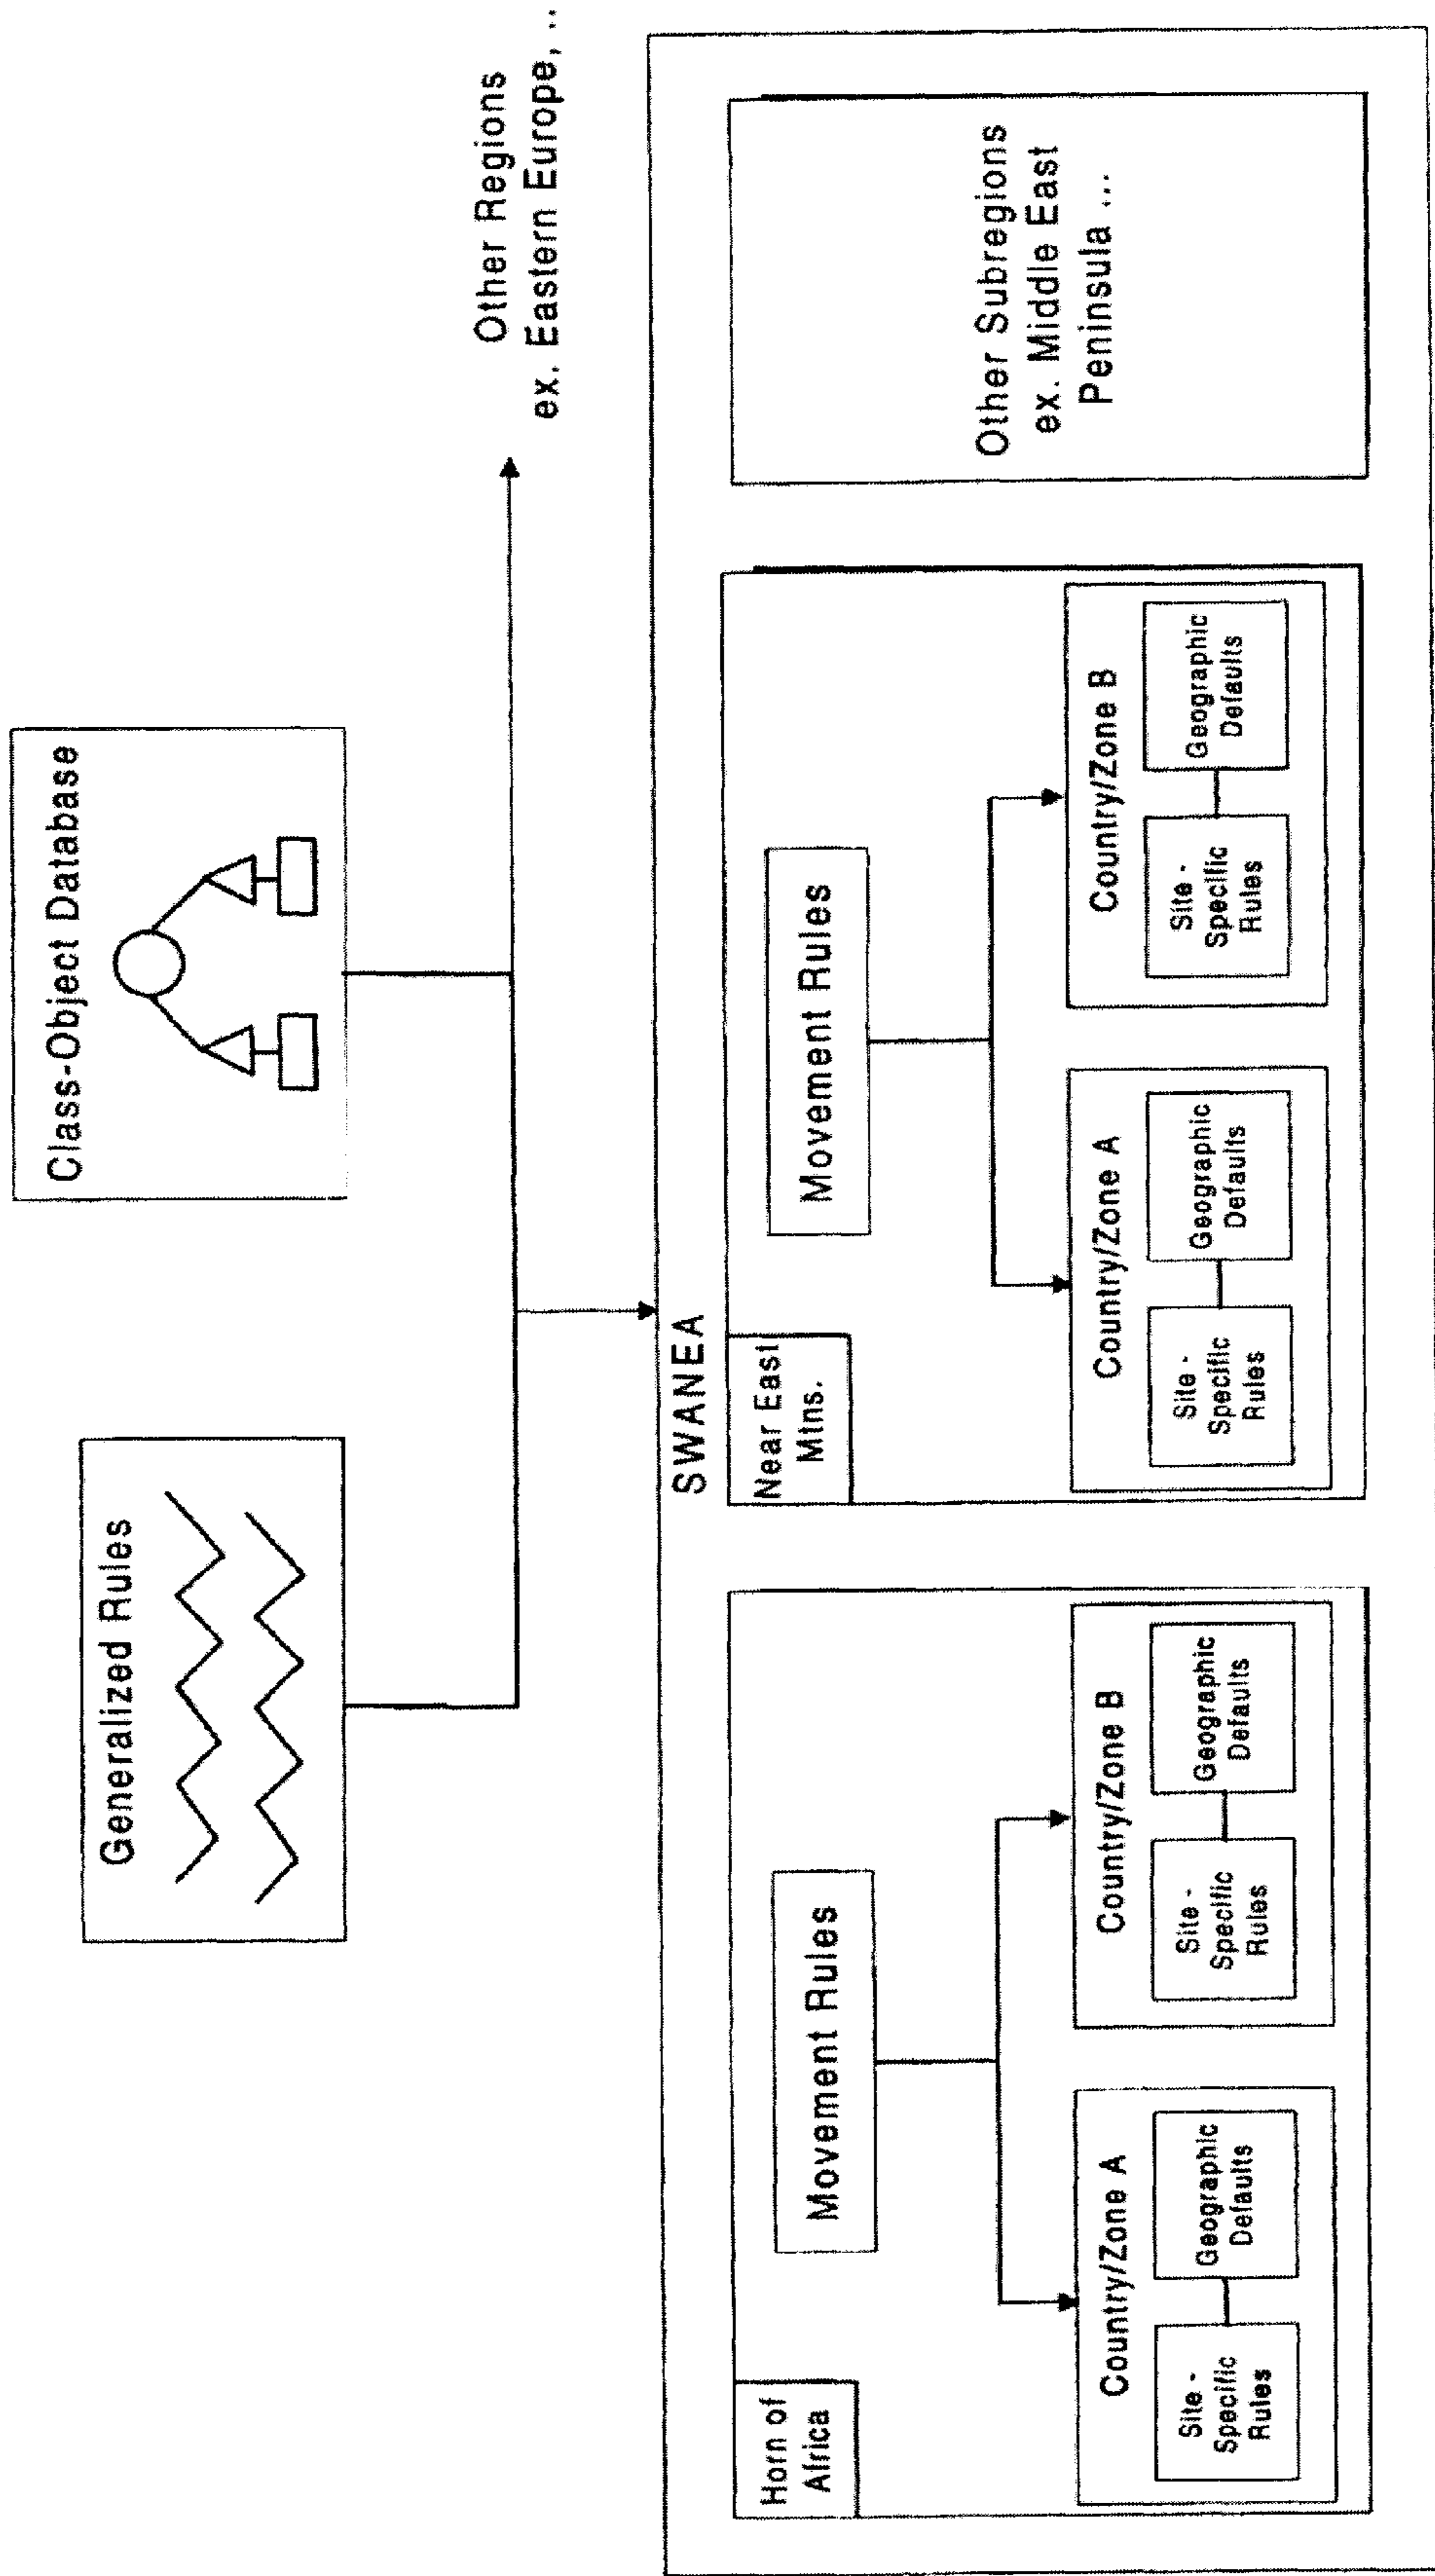 Generalized Rules
Class-Object Database
Other Regions
ex. Eastern Europe, ..
SWANEA
Horn of
Africa
Movement Rules
Country/Zone A
Site -
Specific
Rules
Geographic
Defaults
Country/Zone B
Site -
Specific
Rules
Geographic
Defaults
Near East
Mtns.
Movement Rules
Country/Zone A
Site -
Specific
Rules
Geographic
Defaults
Country/Zone B
Site -
Specific
Rules
Geographic
Defaults
Other Subregions
ex. Middle East
Peninsula ...